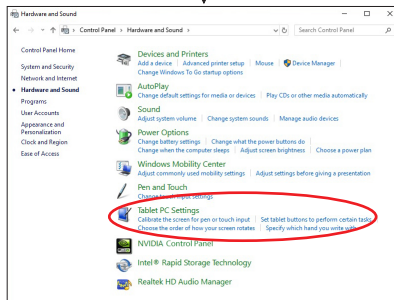 Hardware and Sound
Control Panel > Hardware and Sound >
Search Control Panel
Control Panel Home
System and Security
Network and Internet
Hardware and Sound
Programs
User Accounts
Appearance and
Personalization
Clock and Region
Ease of Access
Devices and Printers
Add a device | Advanced printer setup | Mouse | Device Manager |
Change Windows To Go startup options
AutoPlay
Change default settings for media or devices | Play CDs or other media automatically
Sound
Adjust system volume | Change system sounds | Manage audio devices
Power Options
Change battery settings | Change what the power buttons do |
Change when the computer sleeps | Adjust screen brightness | Choose a power plan
Windows Mobility Center
Adjust commonly used mobility settings | Adjust settings before giving a presentation
Pen and Touch
Change touch input settings
Tablet PC Settings
Calibrate the screen for pen or touch input | Set tablet buttons to perform certain tasks
Choose the order of how your screen rotates | Specify which hand you write with
NVIDIA Control Panel
Intel® Rapid Storage Technology
Realtek HD Audio Manager